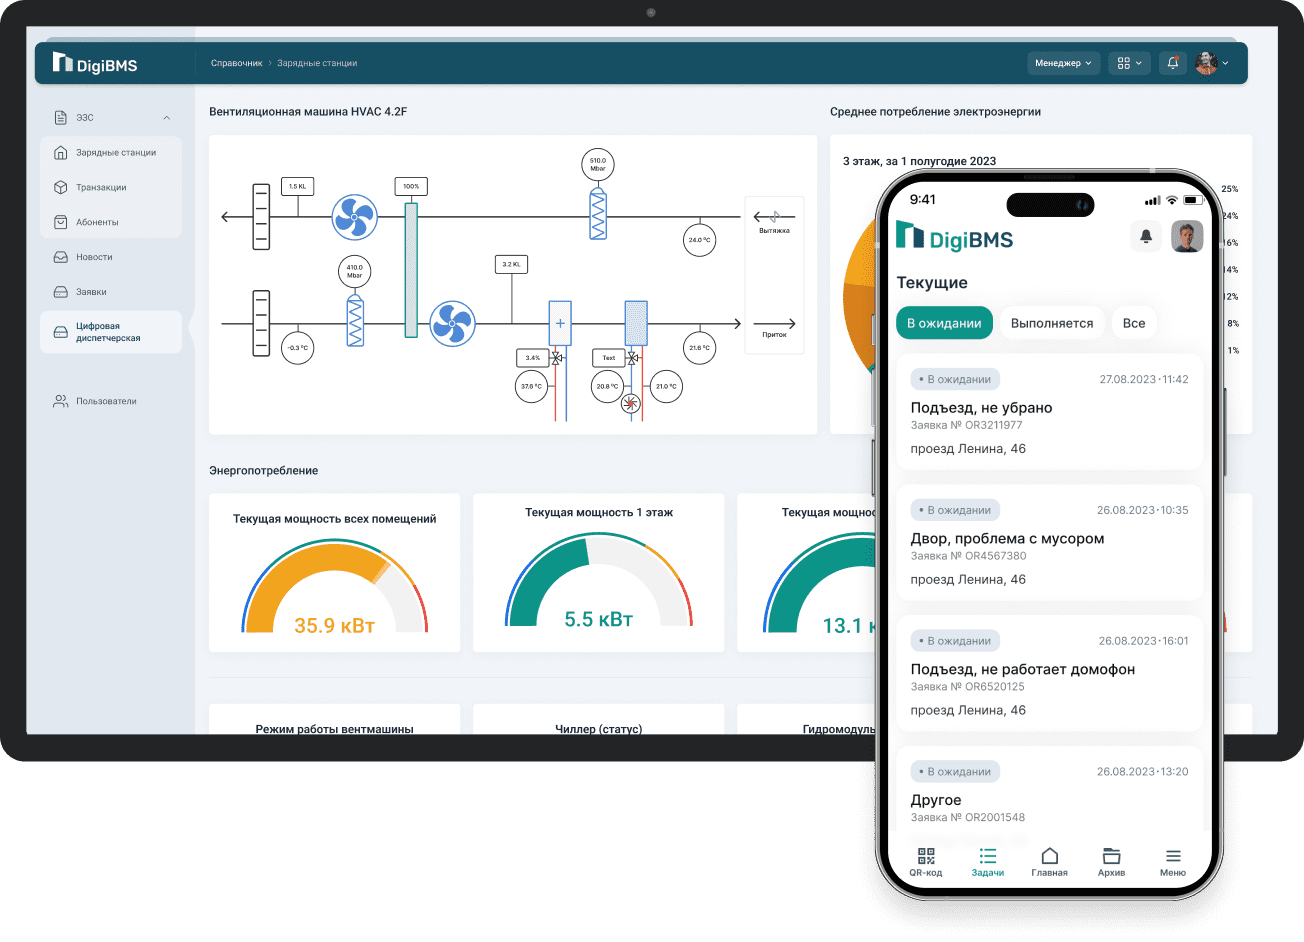 DigiBMS
Справочник › Зарядные станции
Менеджер
ЭЗС
Зарядные станции
Транзакции
Абоненты
Новости
Заявки
Цифровая
диспетчерская
Пользователи
Вентиляционная машина HVAC 4.2F
1.5 KL
100%
510.0
Mbar
24.0 ºC
Вытяжка
410.0
Mbar
3.2 KL
-0.3 ºC
21.6 ºC
Приток
3.4%
Text
37.6 ºC
20.8 ºC
21.0 ºC
Среднее потребление электроэнергии
3 этаж, за 1 полугодие 2023
25%
24%
16%
14%
12%
8%
1%
Энергопотребление
Текущая мощность всех помещений
35.9 кВт
Текущая мощность 1 этаж
5.5 кВт
Текущая мощнос
13.1 к
Режим работы вентмашины
Чиллер (статус)
Гидромодуль
9:41
DigiBMS
Текущие
В ожидании
Выполняется
Все
• В ожидании
27.08.2023·11:42
Подъезд, не убрано
Заявка № OR3211977
проезд Ленина, 46
• В ожидании
26.08.2023·10:35
Двор, проблема с мусором
Заявка № OR4567380
проезд Ленина, 46
• В ожидании
26.08.2023·16:01
Подъезд, не работает домофон
Заявка № OR6520125
проезд Ленина, 46
• В ожидании
26.08.2023·13:20
Другое
Заявка № OR2001548
QR-код
Задачи
Главная
Архив
Меню